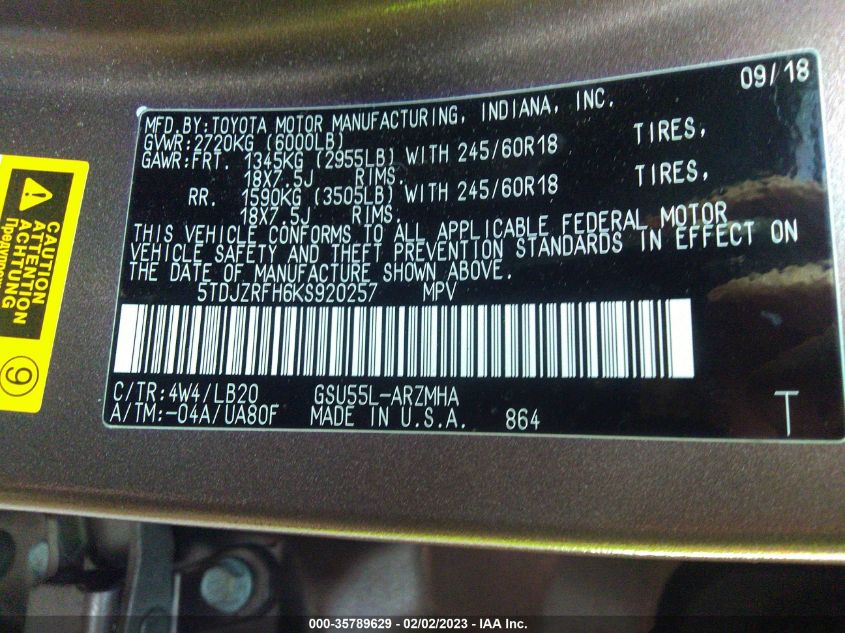 09/18
MFD.BY:TOYOTA MOTOR MANUFACTURING, INDIANA, INC.
GVWR:2720KG (6000LB)
GAWR:FRT. 1345KG (2955LB) WITH 245/60R18 TIRES,
18X7.5J RIMS.
RR. 1590KG (3505LB) WITH 245/60R18 TIRES,
18X7.5J RIMS.
THIS VEHICLE CONFORMS TO ALL APPLICABLE FEDERAL MOTOR
VEHICLE SAFETY AND THEFT PREVENTION STANDARDS IN EFFECT ON
THE DATE OF MANUFACTURE SHOWN ABOVE.
5TDJZRFH6KS920257 MPV
C/TR:4W4/LB20 GSU55L-ARZMHA
A/TM:-04A/UA80F MADE IN U.S.A. 864
T
CAUTION
ATTENTION
ACHTUNG
9
000-35789629 - 02/02/2023 - IAA Inc.